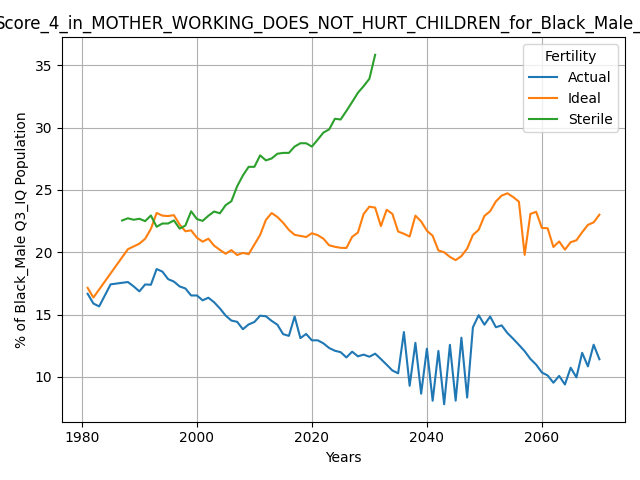 Score_4_in_MOTHER_WORKING_DOES_NOT_HURT_CHILDREN_for_Black_Male_
% of Black_Male Q3_IQ Population
35
30
25
20
15
10
Fertility
Actual
Ideal
Sterile
1980
2000
2020
2040
2060
Years